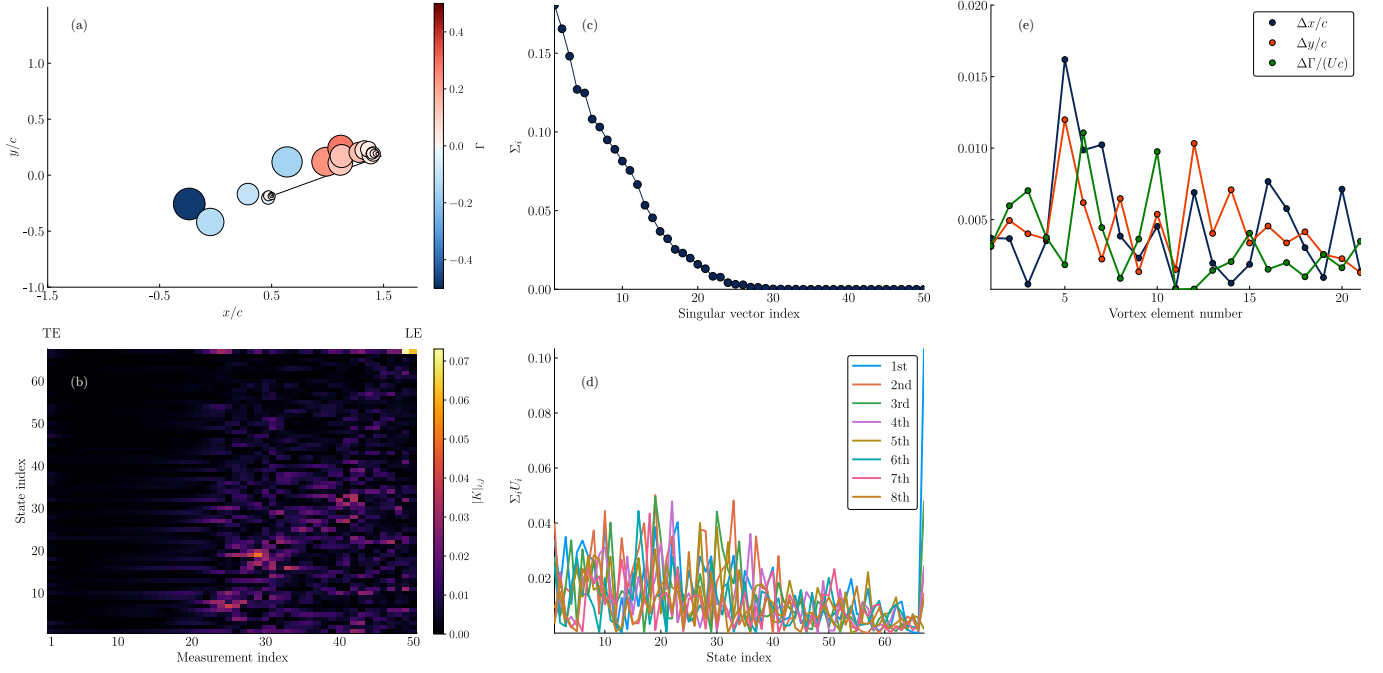 (a)
1.0
0.5
0.0
−0.5
−1.0
−1.5
−0.5
0.5
1.5
y/c
x/c
0.4
0.2
0.0
−0.2
−0.4
Γ
(c)
0.15
0.10
0.05
0.00
10
20
30
40
50
Σᵢ
Singular vector index
(e)
0.020
0.015
0.010
0.005
5
10
15
20
Δx/c
Δy/c
ΔΓ/(Uc)
Vortex element number
TE
LE
(b)
60
50
40
30
20
10
1
10
20
30
40
50
State index
Measurement index
0.07
0.06
0.05
0.04
0.03
0.02
0.01
0.00
|K|ᵢ,ⱼ
(d)
0.10
0.08
0.06
0.04
0.02
10
20
30
40
50
60
ΣᵢUᵢ
State index
1st
2nd
3rd
4th
5th
6th
7th
8th